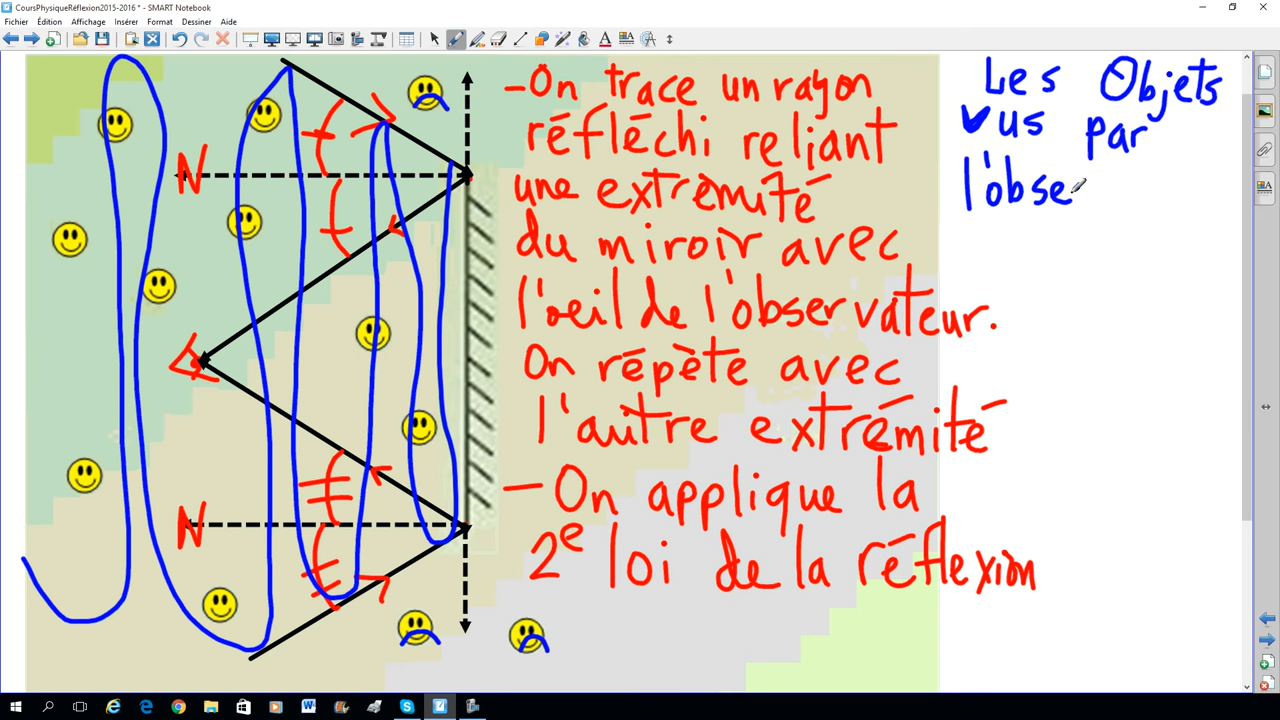 CoursPhysiqueRéflexion2015-2016 * - SMART Notebook
Fichier Édition Affichage Insérer Format Dessiner Aide
N
N
-On trace un rayon
réfléchi reliant
une extrémité
du miroir avec
l'oeil de l'observateur.
On répète avec
l'autre extrémité
- On applique la
2e loi de la réflexion
Les Objets
vus par
l'obse